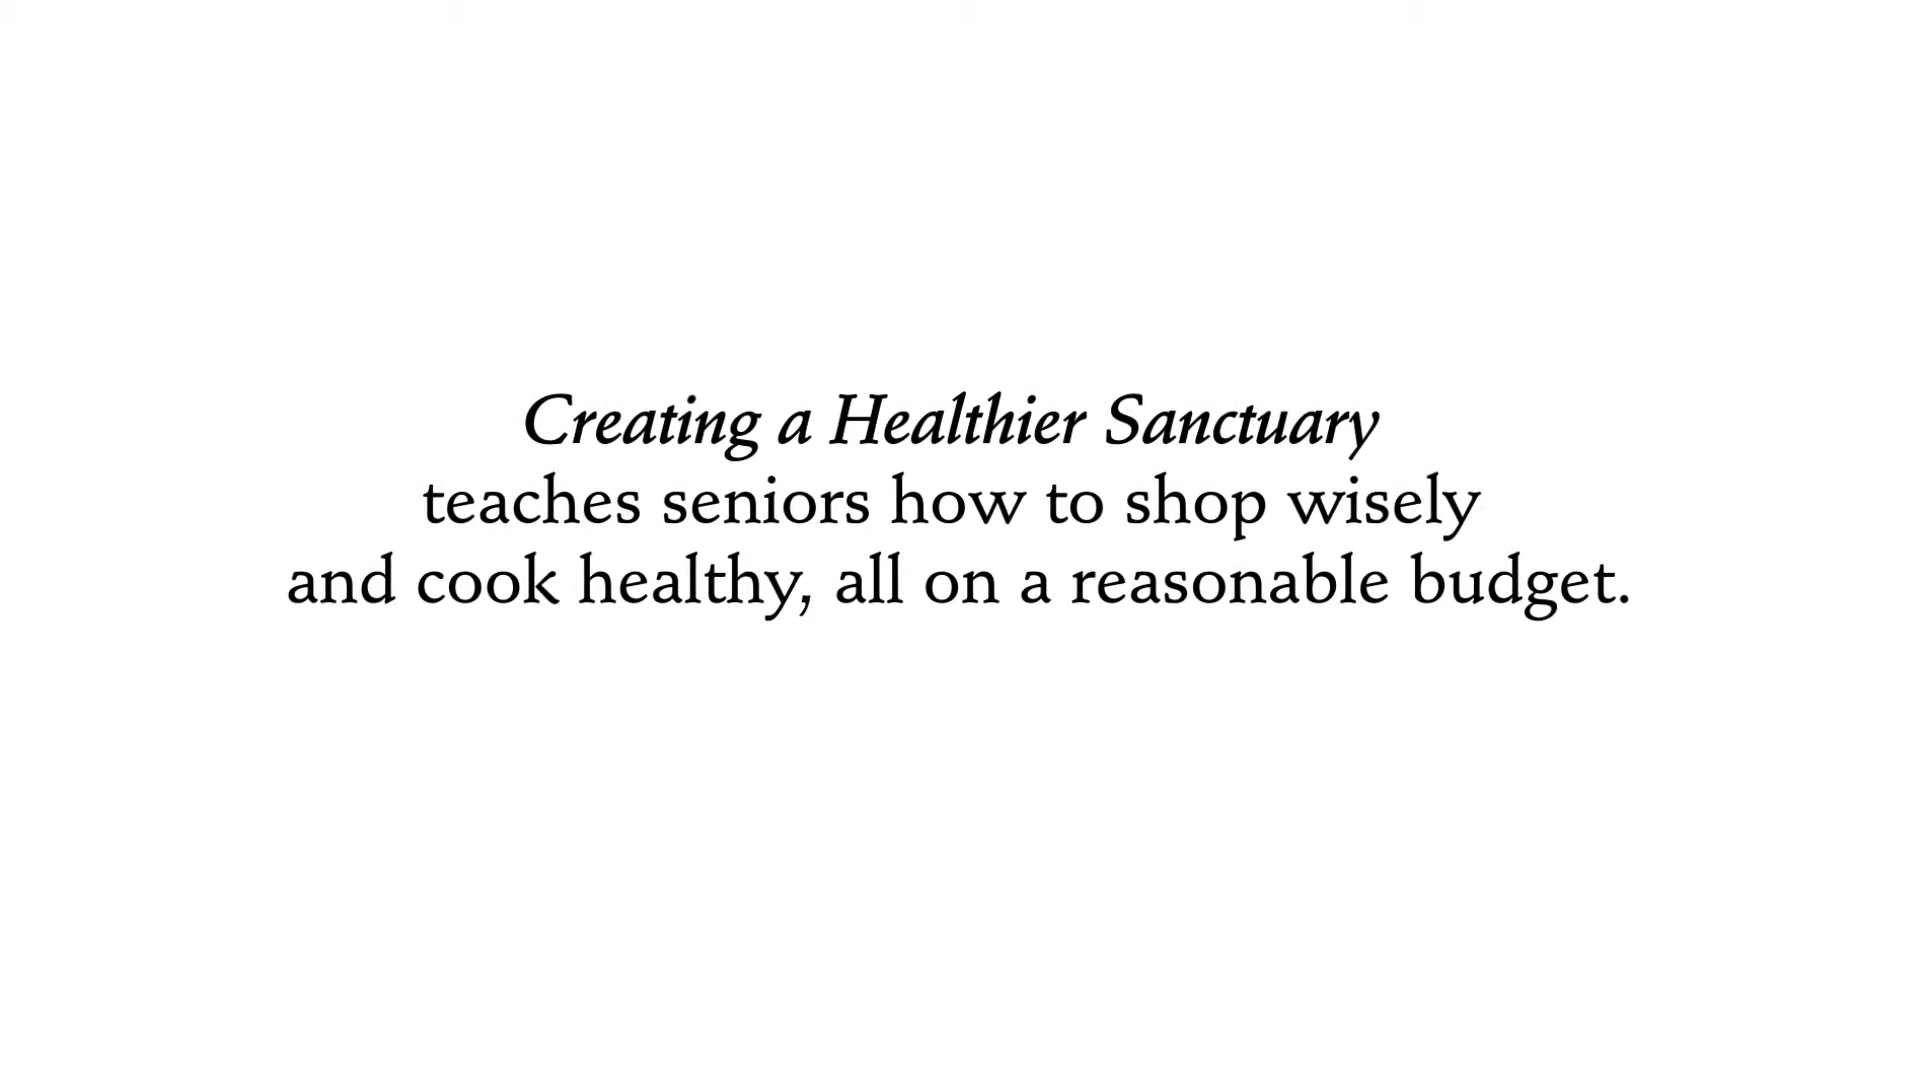 Creating a Healthier Sanctuary
teaches seniors how to shop wisely
and cook healthy, all on a reasonable budget.